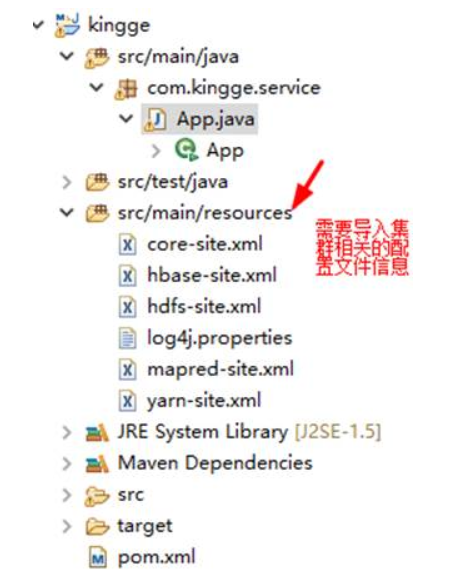 kingge
src/main/java
com.kingge.service
App.java
App
src/test/java
src/main/resources
需要导入集
群相关的配
置文件信息
core-site.xml
hbase-site.xml
hdfs-site.xml
log4j.properties
mapred-site.xml
yarn-site.xml
JRE System Library [J2SE-1.5]
Maven Dependencies
src
target
pom.xml